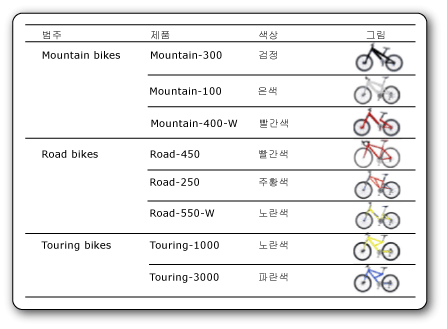 범주 제품 색상 그림
Mountain bikes Mountain-300 검정
Mountain-100 은색
Mountain-400-W 빨간색
Road bikes Road-450 빨간색
Road-250 주황색
Road-550-W 노란색
Touring bikes Touring-1000 노란색
Touring-3000 파란색